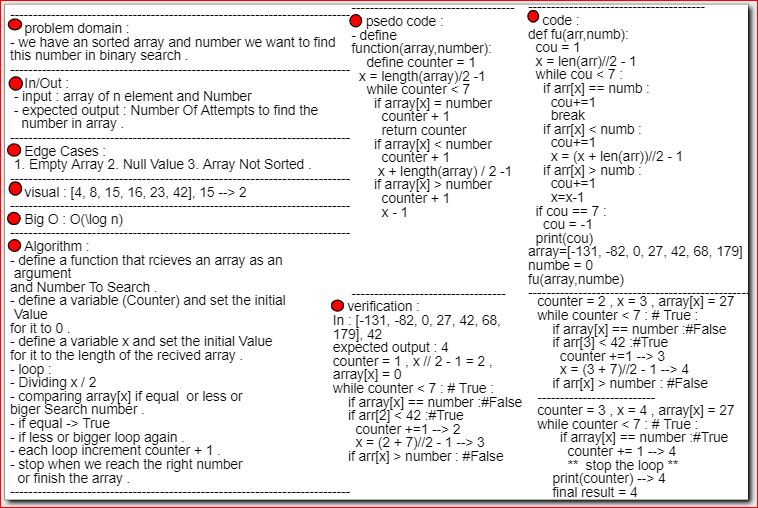 problem domain :
- we have an sorted array and number we want to find
this number in binary search .
In/Out :
- input : array of n element and Number
- expected output : Number Of Attempts to find the
number in array .
Edge Cases :
1. Empty Array 2. Null Value 3. Array Not Sorted .
visual : [4, 8, 15, 16, 23, 42], 15 --> 2
Big O : O(\log n)
Algorithm :
- define a function that rcieves an array as an
argument
and Number To Search .
- define a variable (Counter) and set the initial
Value
for it to 0 .
- define a variable x and set the initial Value
for it to the length of the recived array .
- loop :
- Dividing x / 2
- comparing array[x] if equal  or less or
biger Search number .
- if equal -> True
- if less or bigger loop again .
- each loop increment counter + 1 .
- stop when we reach the right number
or finish the array .
psedo code :
- define
function(array,number):
define counter = 1
x = length(array)/2 -1
while counter < 7
if array[x] = number
counter + 1
return counter
if array[x] < number
counter + 1
x + length(array) / 2 -1
if array[x] > number
counter + 1
x - 1
verification :
In : [-131, -82, 0, 27, 42, 68,
179], 42
expected output : 4
counter = 1 , x // 2 - 1 = 2 ,
array[x] = 0
while counter < 7 : # True :
if array[x] == number :#False
if arr[2] < 42 :#True
counter +=1 --> 2
x = (2 + 7)//2 - 1 --> 3
if arr[x] > number : #False
code :
def fu(arr,numb):
cou = 1
x = len(arr)//2 - 1
while cou < 7 :
if arr[x] == numb :
cou+=1
break
if arr[x] < numb :
cou+=1
x = (x + len(arr))//2 - 1
if arr[x] > numb :
cou+=1
x=x-1
if cou == 7 :
cou = -1
print(cou)
array=[-131, -82, 0, 27, 42, 68, 179]
numbe = 0
fu(array,numbe)
counter = 2 , x = 3 , array[x] = 27
while counter < 7 : # True :
if array[x] == number :#False
if arr[3] < 42 :#True
counter +=1 --> 3
x = (3 + 7)//2 - 1 --> 4
if arr[x] > number : #False
counter = 3 , x = 4 , array[x] = 27
while counter < 7 : # True :
if array[x] == number :#True
counter += 1 --> 4
** stop the loop **
print(counter) --> 4
final result = 4